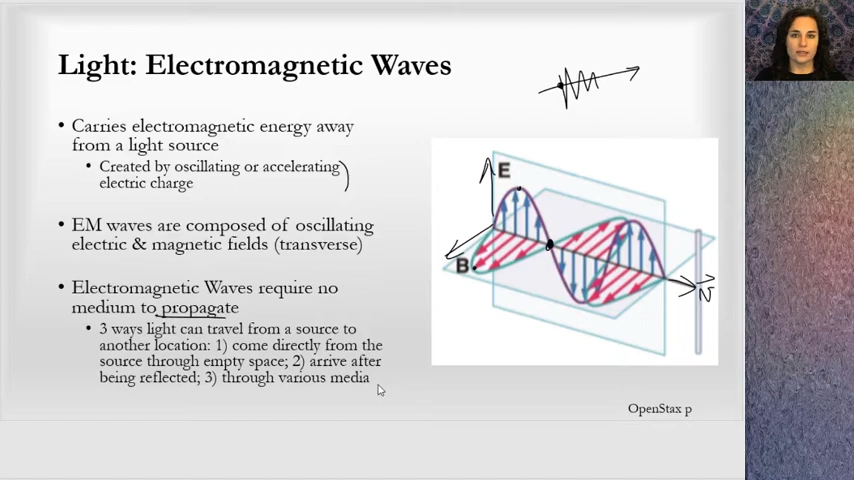 Light: Electromagnetic Waves
• Carries electromagnetic energy away
from a light source
• Created by oscillating or accelerating
electric charge
• EM waves are composed of oscillating
electric & magnetic fields (transverse)
• Electromagnetic Waves require no
medium to propagate
• 3 ways light can travel from a source to
another location: 1) come directly from the
source through empty space; 2) arrive after
being reflected; 3) through various media
E
B
OpenStax p